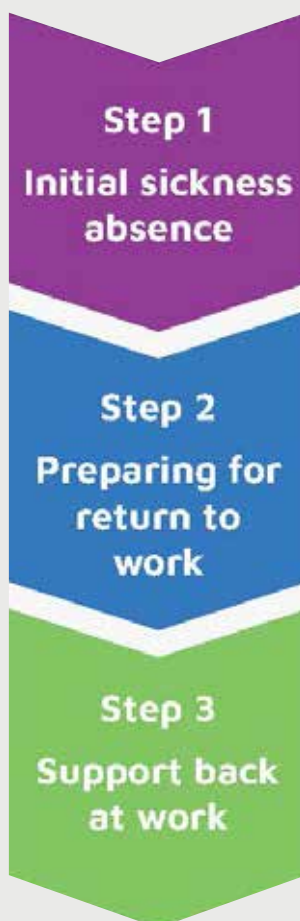 Step 1
Initial sickness
absence
Step 2
Preparing for
return to
work
Step 3
Support back
at work